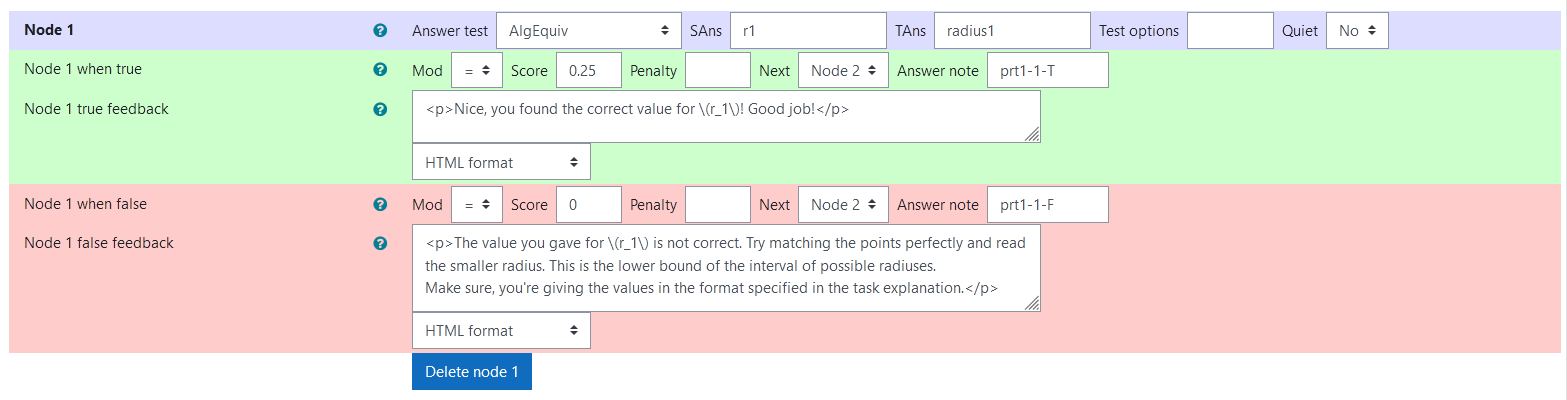 Node 1 Answer test AlgEquiv SAns r1 TAns radius1 Test options Quiet No
Node 1 when true Mod = Score 0.25 Penalty Next Node 2 Answer note prt1-1-T
Node 1 true feedback <p>Nice, you found the correct value for \(r_1\)! Good job!</p>
HTML format
Node 1 when false Mod = Score 0 Penalty Next Node 2 Answer note prt1-1-F
Node 1 false feedback <p>The value you gave for \(r_1\) is not correct. Try matching the points perfectly and read
the smaller radius. This is the lower bound of the interval of possible radiuses.
Make sure, you're giving the values in the format specified in the task explanation.</p>
HTML format
Delete node 1